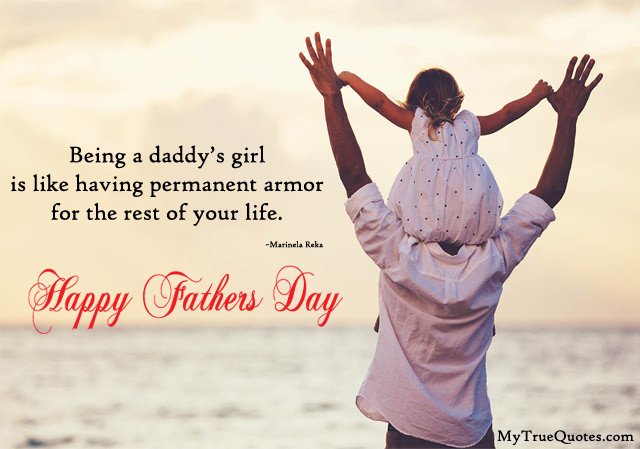 Being a daddy's girl
is like having permanent armor
for the rest of your life.
~Marinela Reka
Happy Fathers Day
MyTrueQuotes.com